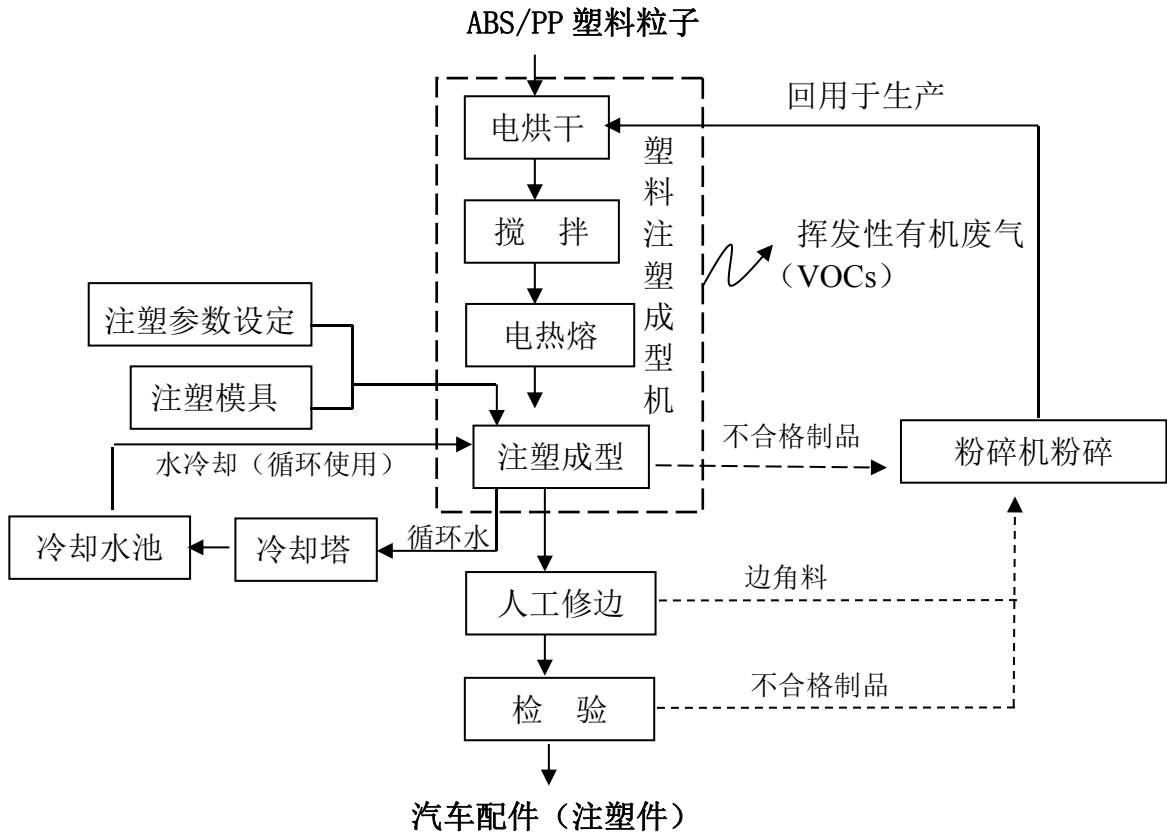 ABS/PP 塑料粒子
回用于生产
电烘干
塑料注塑成型机
搅 拌
挥发性有机废气
（VOCs）
注塑参数设定
电热熔
注塑模具
不合格制品
注塑成型
粉碎机粉碎
水冷却（循环使用）
循环水
冷却水池
冷却塔
边角料
人工修边
不合格制品
检 验
汽车配件（注塑件）